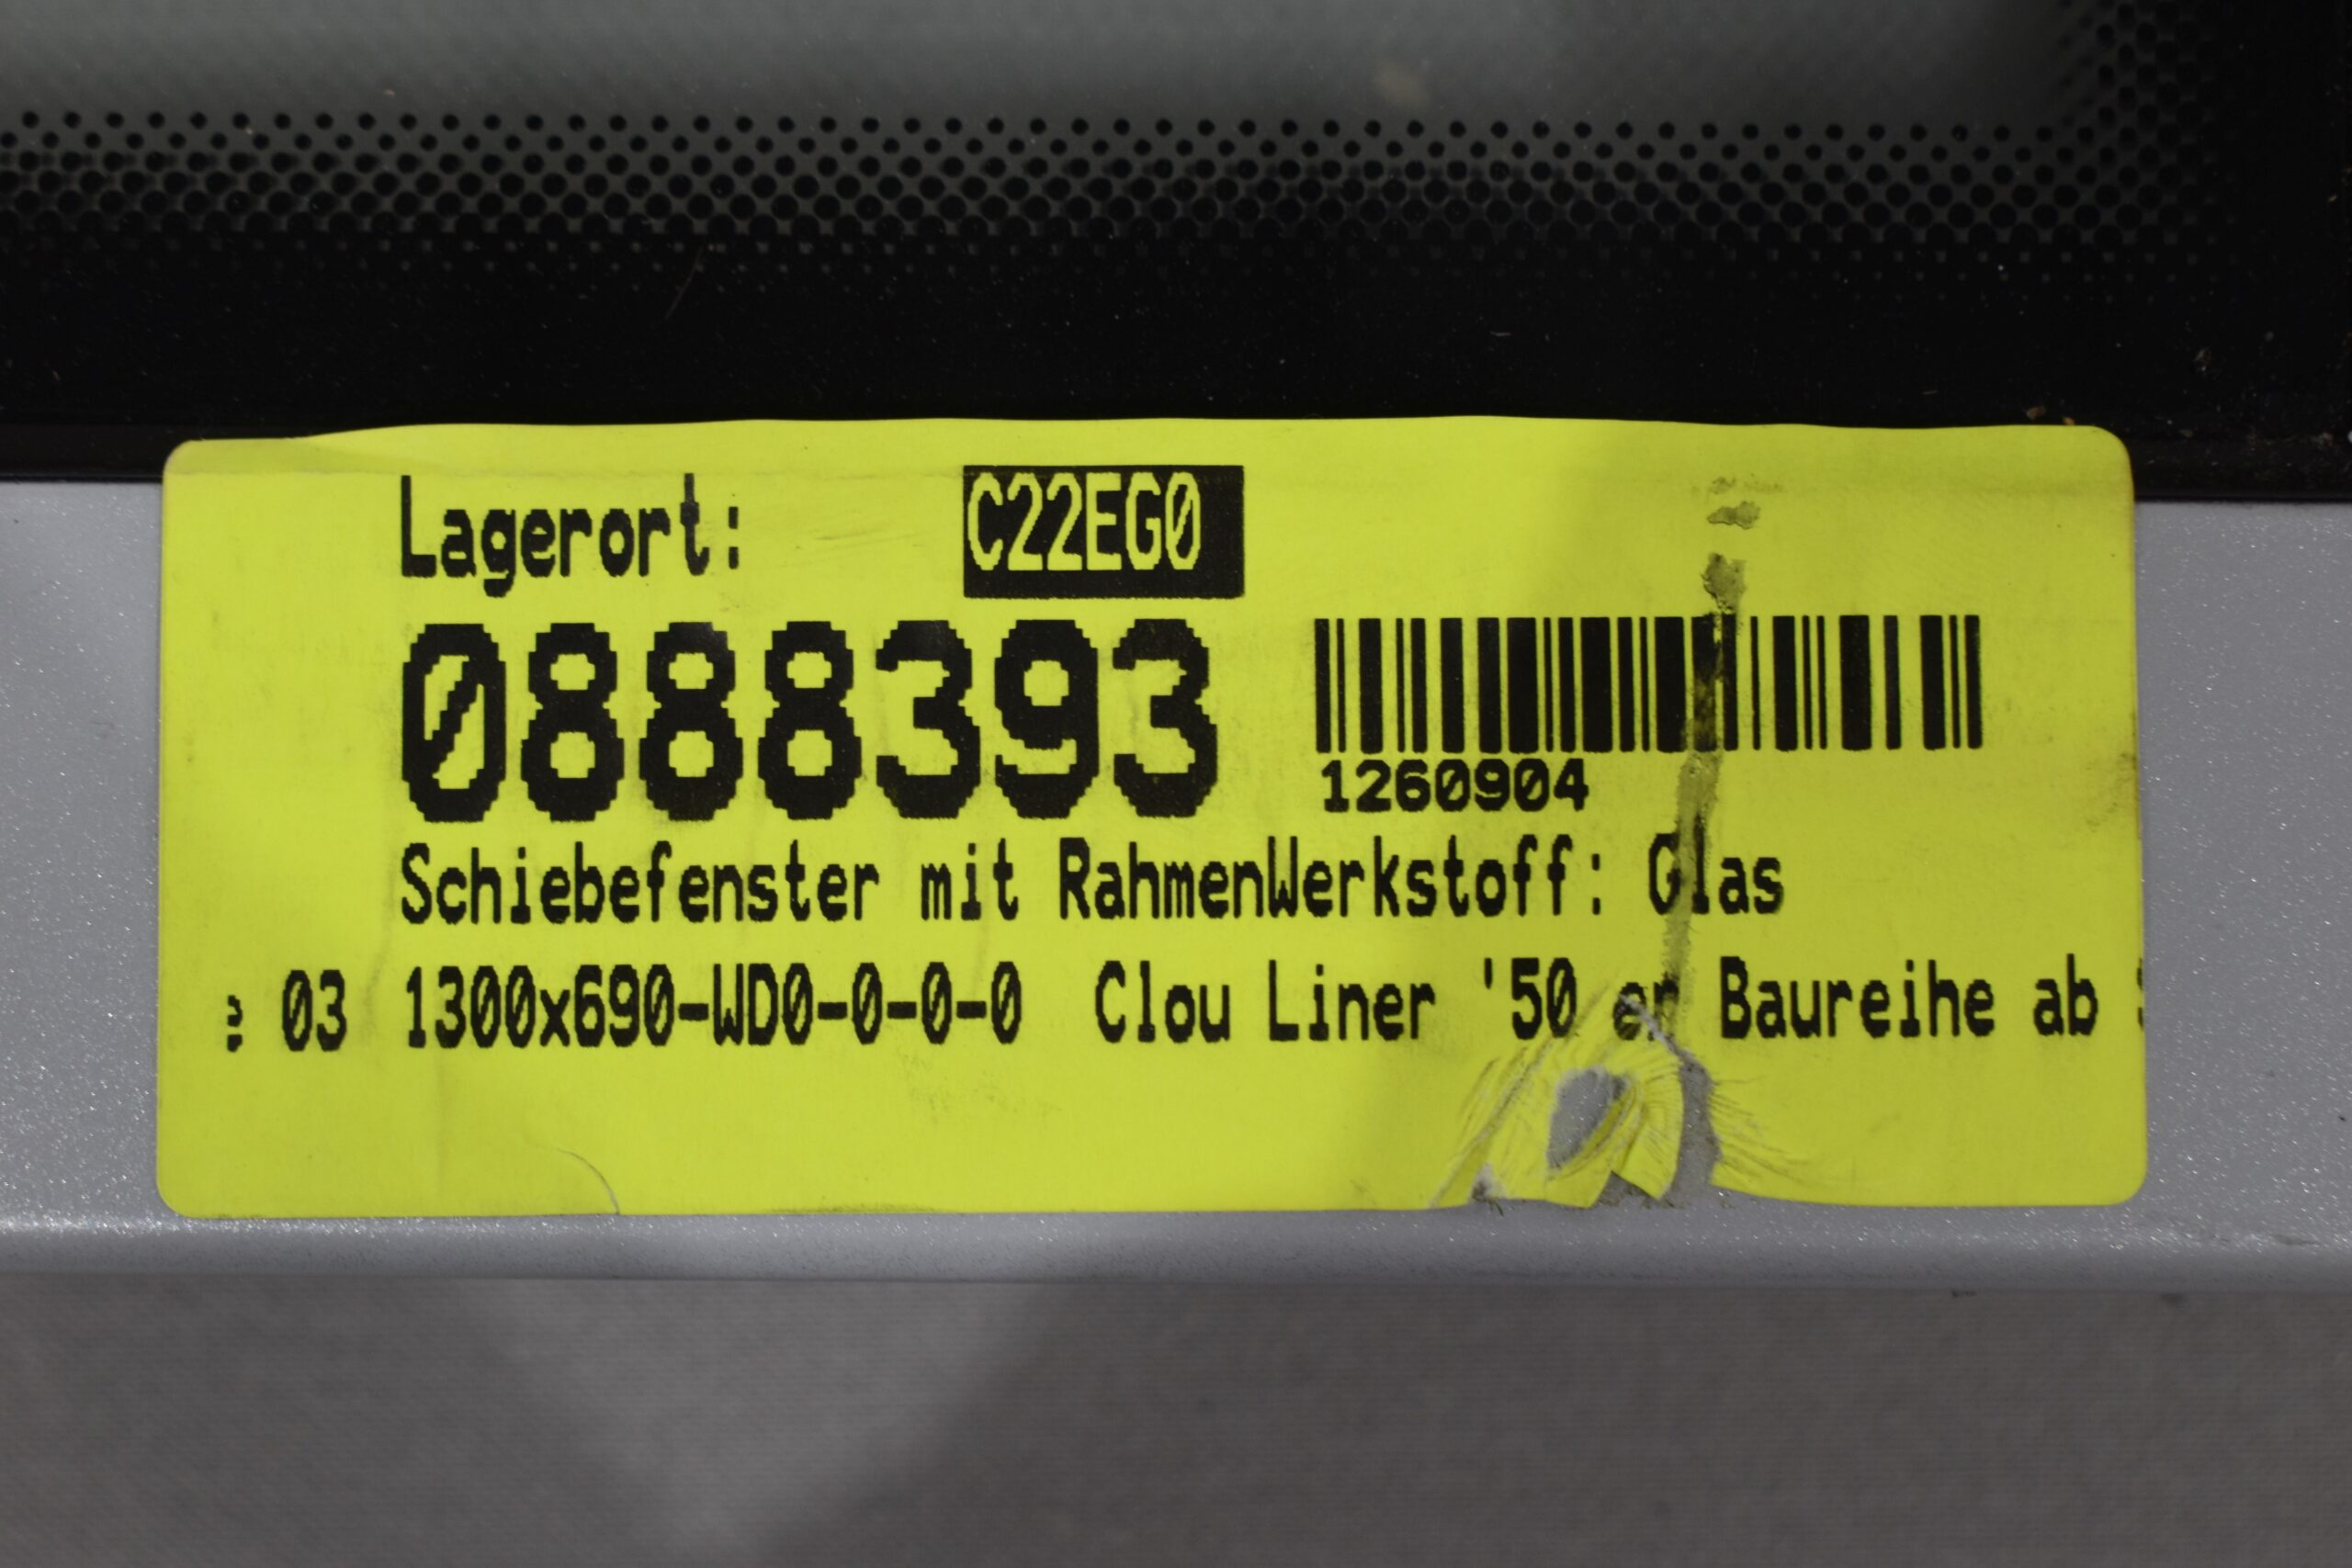 Lagerort: C22EG0
0888393
1260904
Schiebefenster mit RahmenWerkstoff: Glas
03 1300x690-WD0-0-0-0 Clou Liner '50 er Baureihe ab